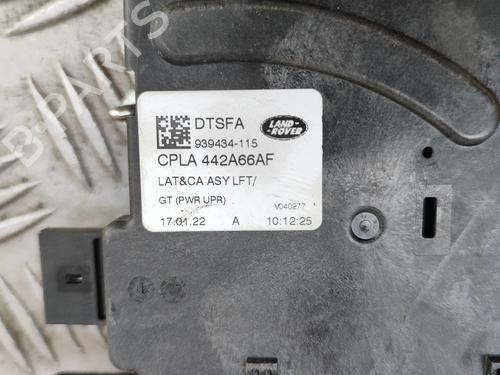 DTSFA
LAND-
ROVER
939434-115
CPLA 442A66AF
LAT&CA ASY LFT/
GT (PWR UPR)
V040277
17.01.22 A 10:12:25
B-PARTS